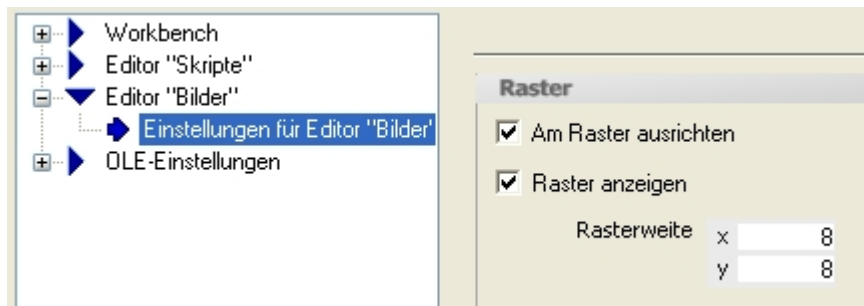 Workbench
Editor "Skripte"
Editor "Bilder"
Einstellungen für Editor "Bilder'
OLE-Einstellungen
Raster
Am Raster ausrichten
Raster anzeigen
Rasterweite x 8
y 8